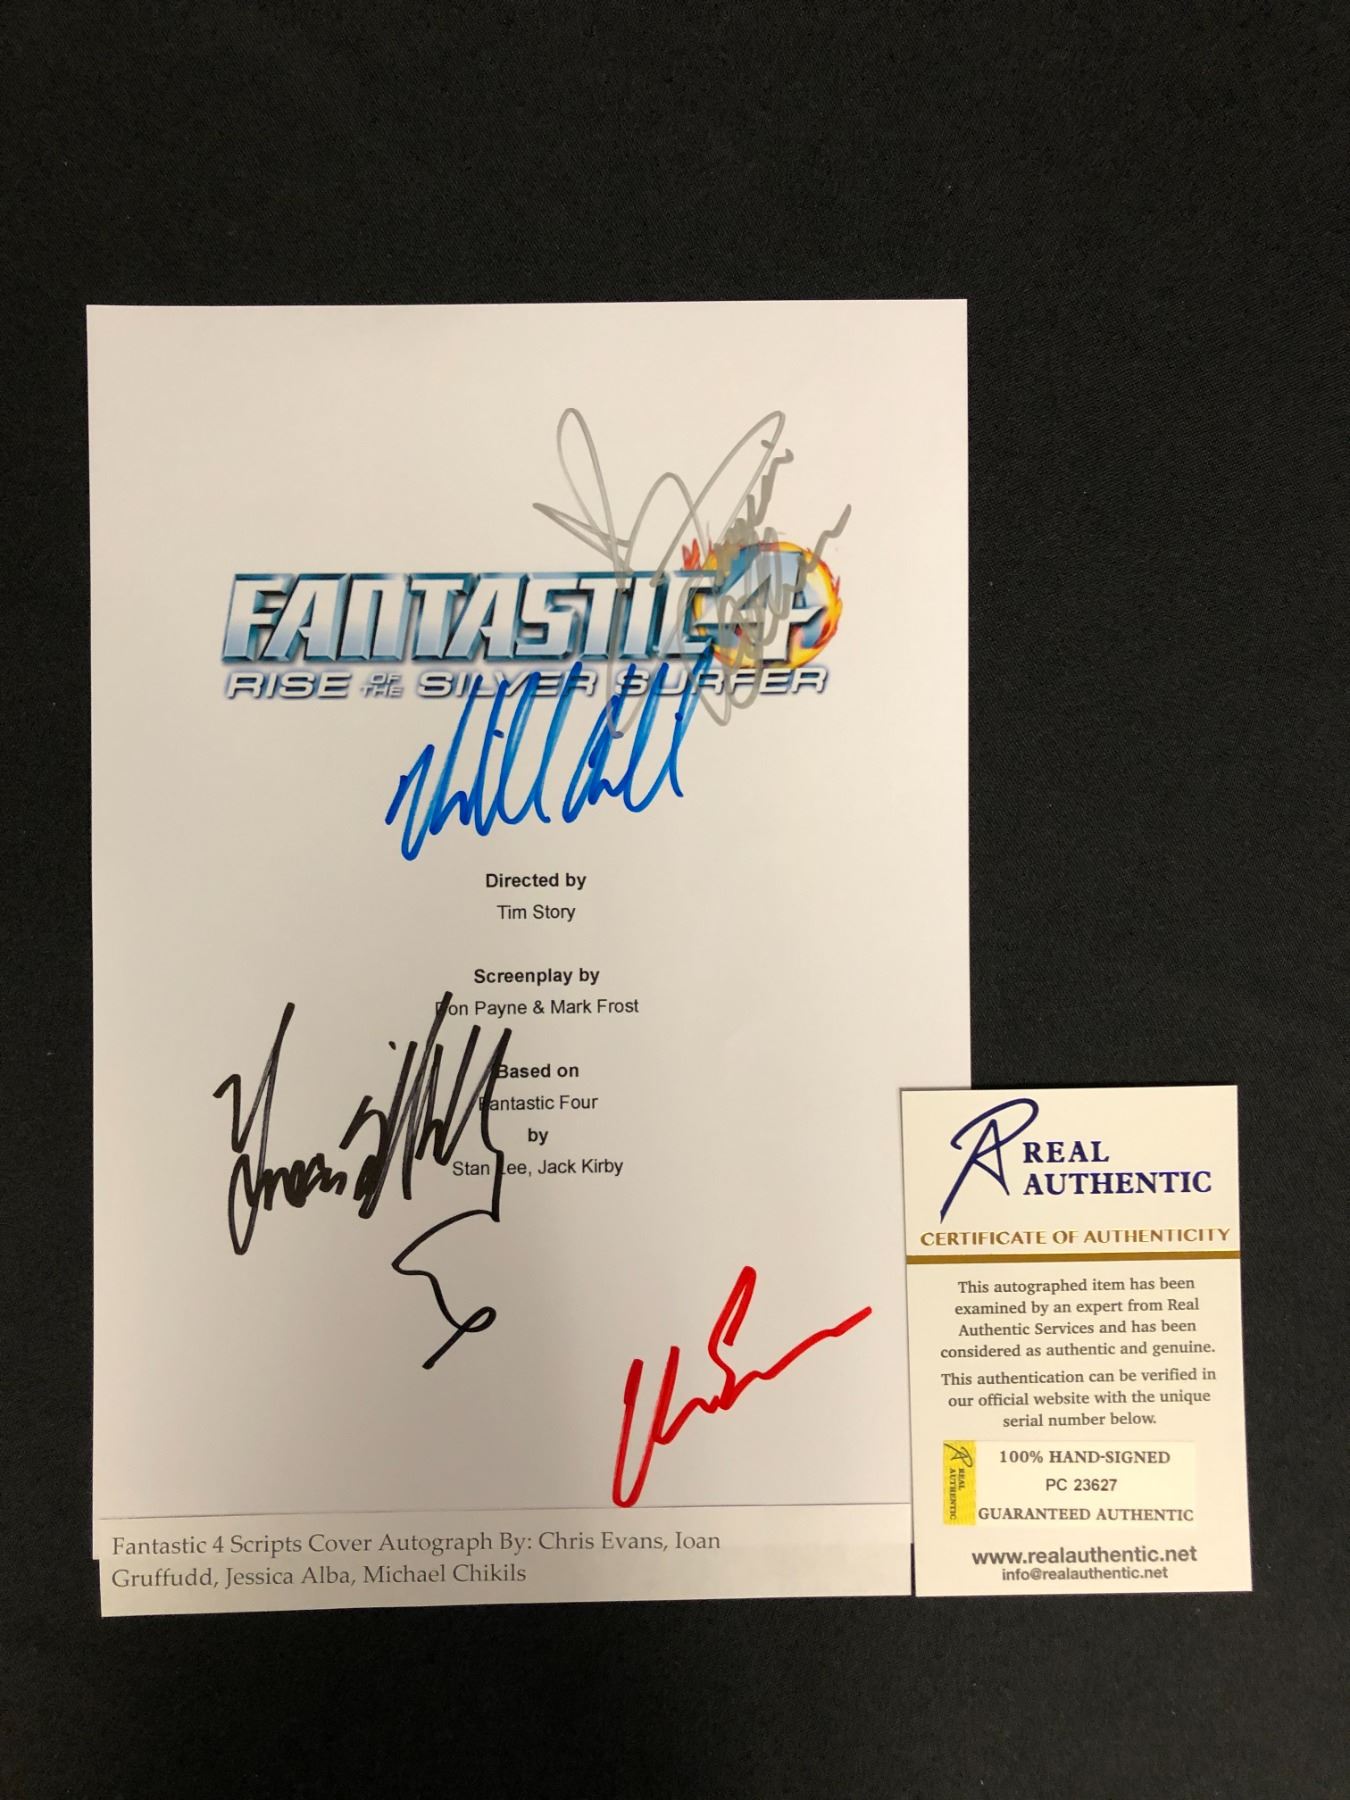 FANTASTIC 4
RISE OF THE SILVER SURFER
Directed by
Tim Story
Screenplay by
Don Payne & Mark Frost
Based on
Fantastic Four
by
Stan Lee, Jack Kirby
Fantastic 4 Scripts Cover Autograph By: Chris Evans, Ioan
Gruffudd, Jessica Alba, Michael Chikils
REAL
AUTHENTIC
CERTIFICATE OF AUTHENTICITY
This autographed item has been
examined by an expert from Real
Authentic Services and has been
considered as authentic and genuine.
This authentication can be verified in
our official website with the unique
serial number below.
REAL
AUTHENTIC
100% HAND-SIGNED
PC 23627
GUARANTEED AUTHENTIC
www.realauthentic.net
info@realauthentic.net